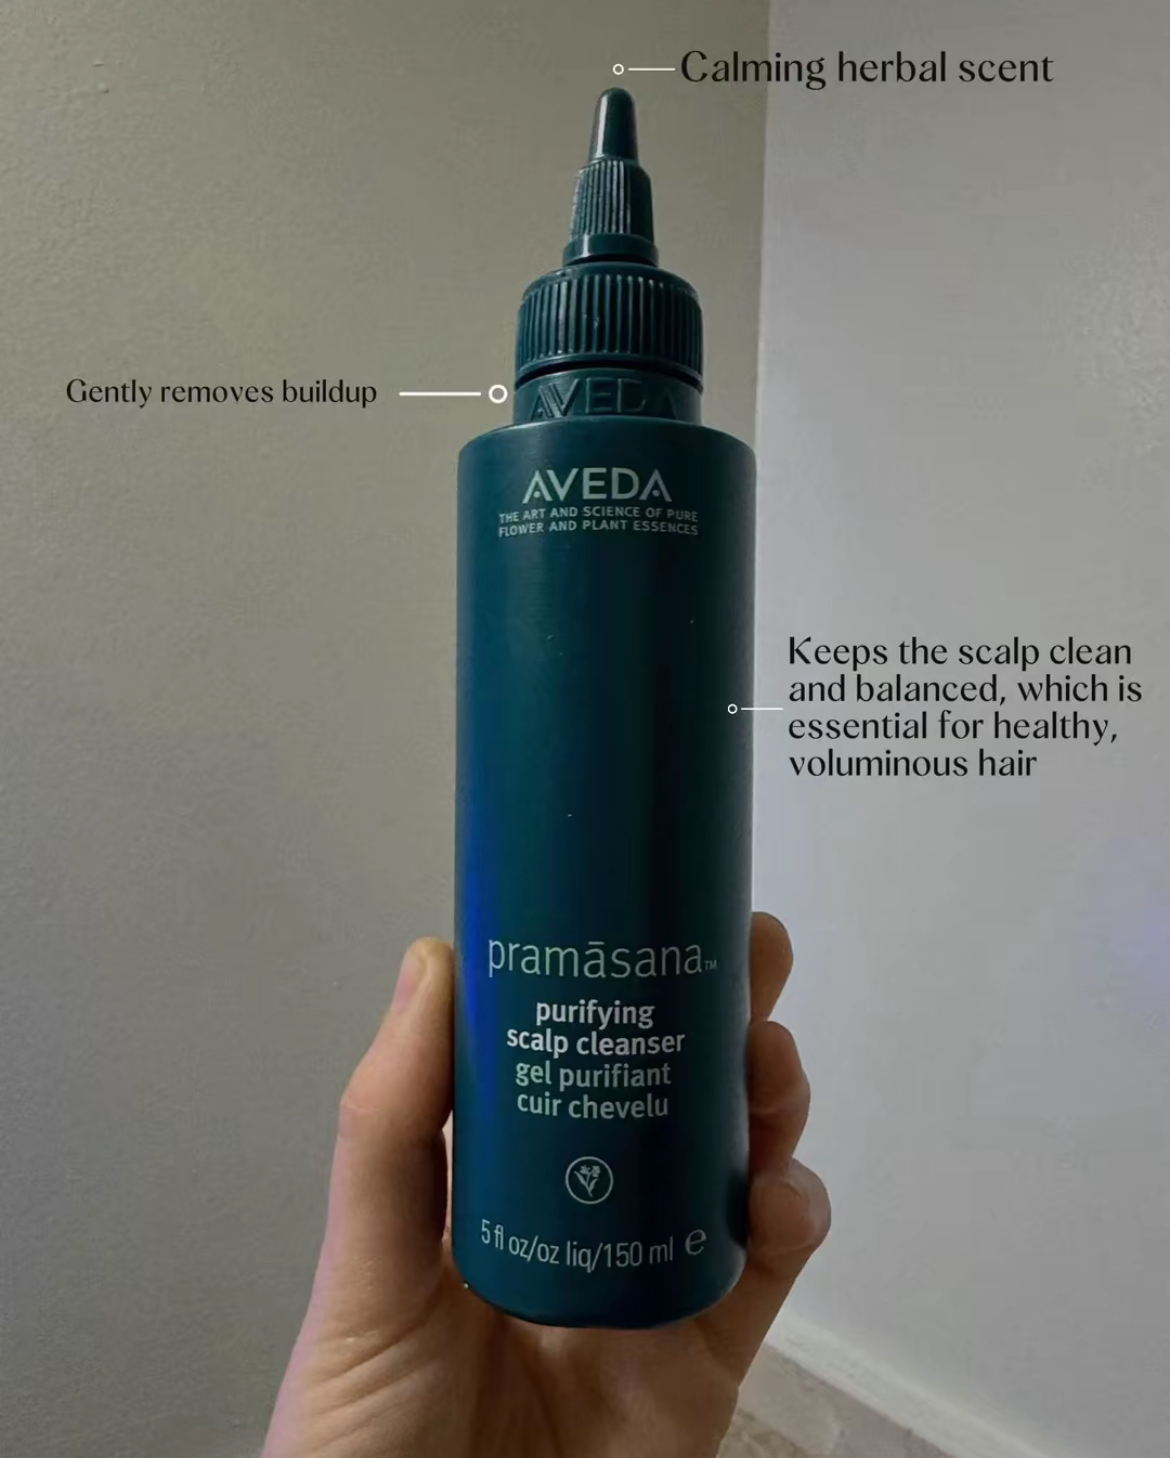 Calming herbal scent
Gently removes buildup
AVEDA
AVEDA
THE ART AND SCIENCE OF PURE
FLOWER AND PLANT ESSENCES
Keeps the scalp clean
and balanced, which is
essential for healthy,
voluminous hair
pramāsana™
purifying
scalp cleanser
gel purifiant
cuir chevelu
5 fl oz/oz liq/150 ml ℮